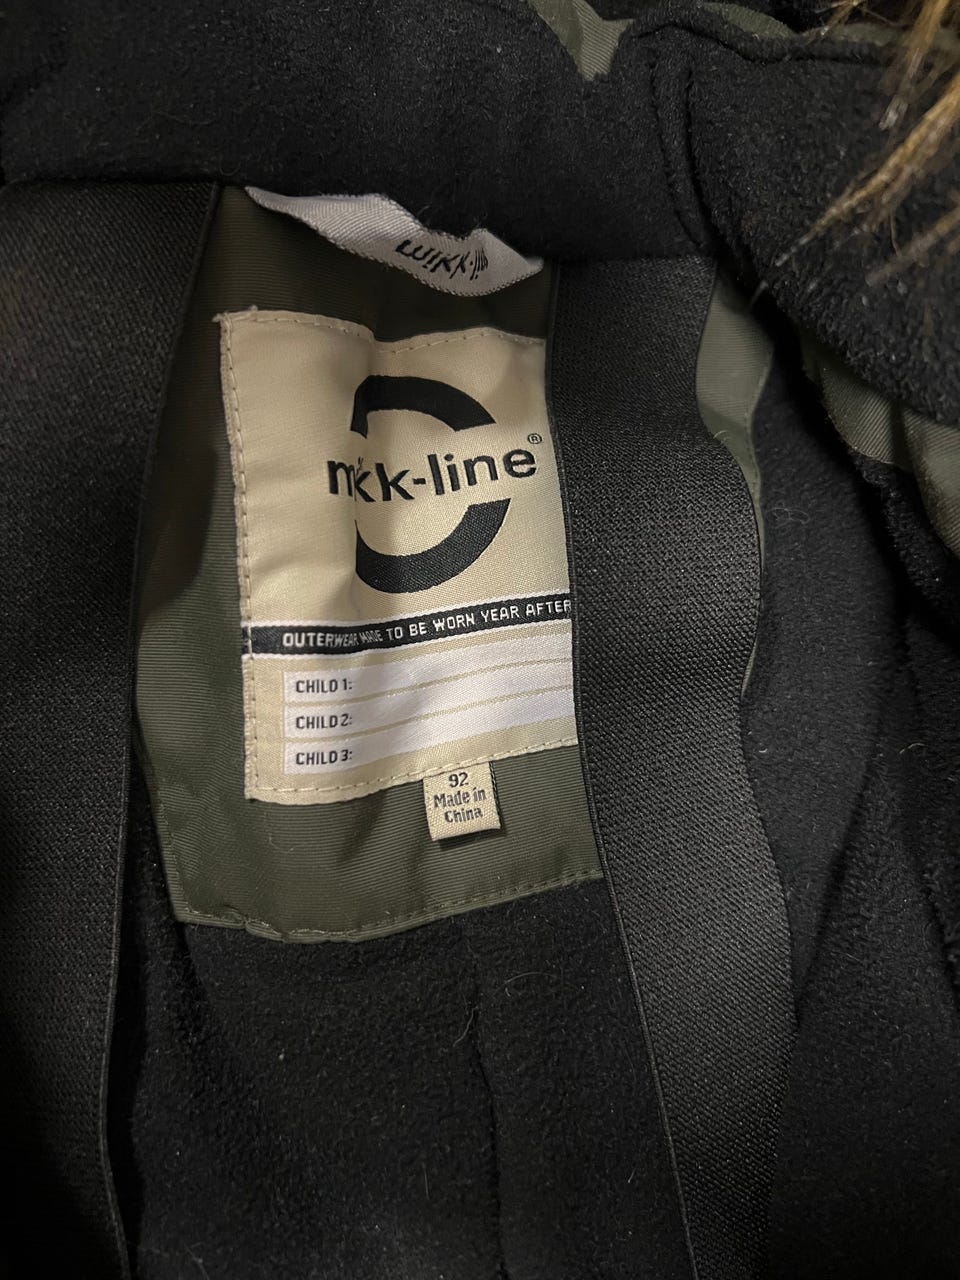 mikk-line
mikk-line®
OUTERWEAR MADE TO BE WORN YEAR AFTER
CHILD 1:
CHILD 2:
CHILD 3:
92
Made in
China